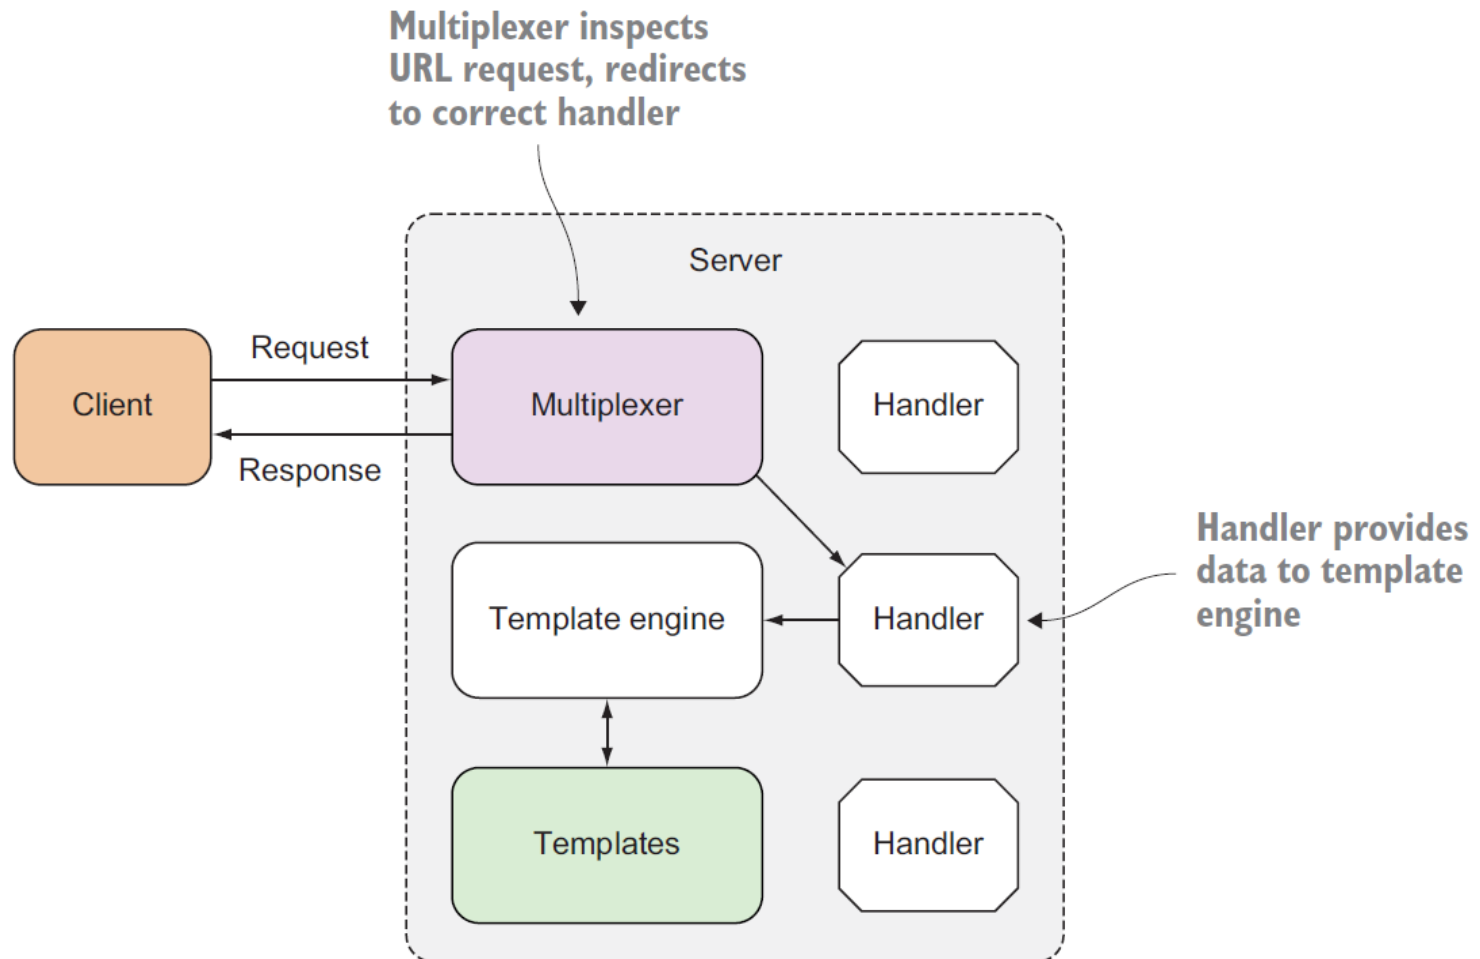 Multiplexer inspects
URL request, redirects
to correct handler
Server
Request
Client
Multiplexer
Handler
Response
Handler provides
data to template
engine
Template engine
Handler
Templates
Handler